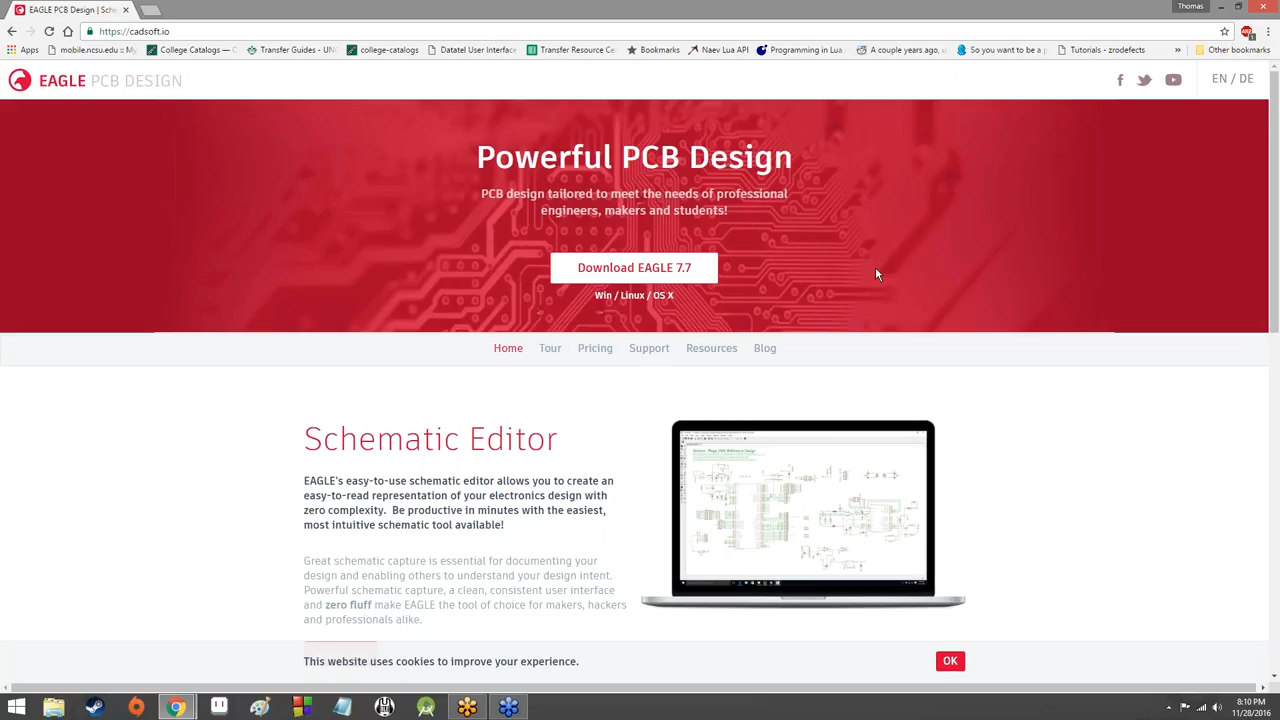 EAGLE PCB Design | Sch
Thomas
https://cadsoft.io
1
Apps
mobile.ncsu.edu :: My
College Catalogs —
Transfer Guides - UNC
college-catalogs
Datatel User Interface
Transfer Resource Ce
Bookmarks
Naev Lua API
Programming in Lua
A couple years ago,
So you want to be a
Tutorials - zrodefects
»
Other bookmarks
EAGLE PCB DESIGN
EN / DE
Powerful PCB Design
PCB design tailored to meet the needs of professional
engineers, makers and students!
Download EAGLE 7.7
Win / Linux / OS X
Home
Tour
Pricing
Support
Resources
Blog
Schematic Editor
EAGLE's easy-to-use schematic editor allows you to create an
easy-to-read representation of your electronics design with
zero complexity. Be productive in minutes with the easiest,
most intuitive schematic tool available!
Great schematic capture is essential for documenting your
design and enabling others to understand your design intent.
Powerful schematic capture, a clean, consistent user interface
and zero fluff make EAGLE the tool of choice for makers, hackers
and professionals alike.
This website uses cookies to improve your experience.
OK
8:10 PM
11/28/2016